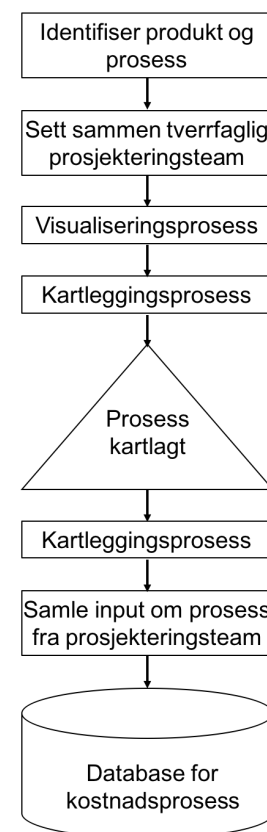 Identifiser produkt og
prosess
Sett sammen tverrfaglig
prosjekteringsteam
Visualiseringsprosess
Kartleggingsprosess
Prosess
kartlagt
Kartleggingsprosess
Samle input om prosess
fra prosjekteringsteam
Database for
kostnadsprosess